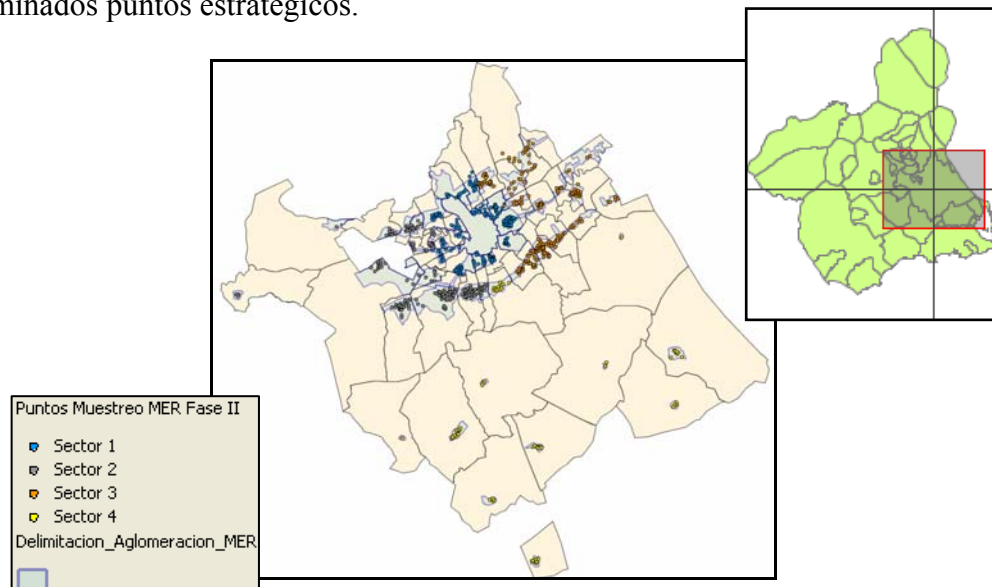 minados puntos estratégicos.
Puntos Muestreo MER Fase II
Sector 1
Sector 2
Sector 3
Sector 4
Delimitacion_Aglomeracion_MER